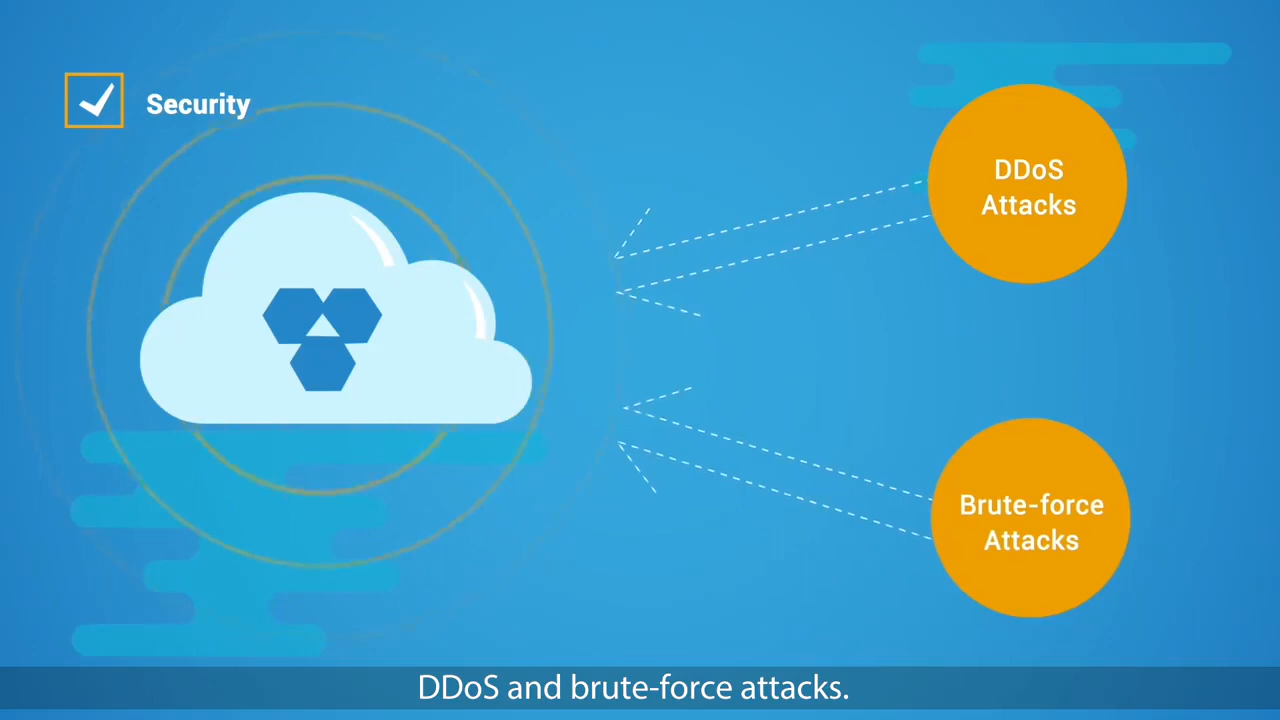 Security
DDoS
Attacks
Brute-force
Attacks
DDoS and brute-force attacks.